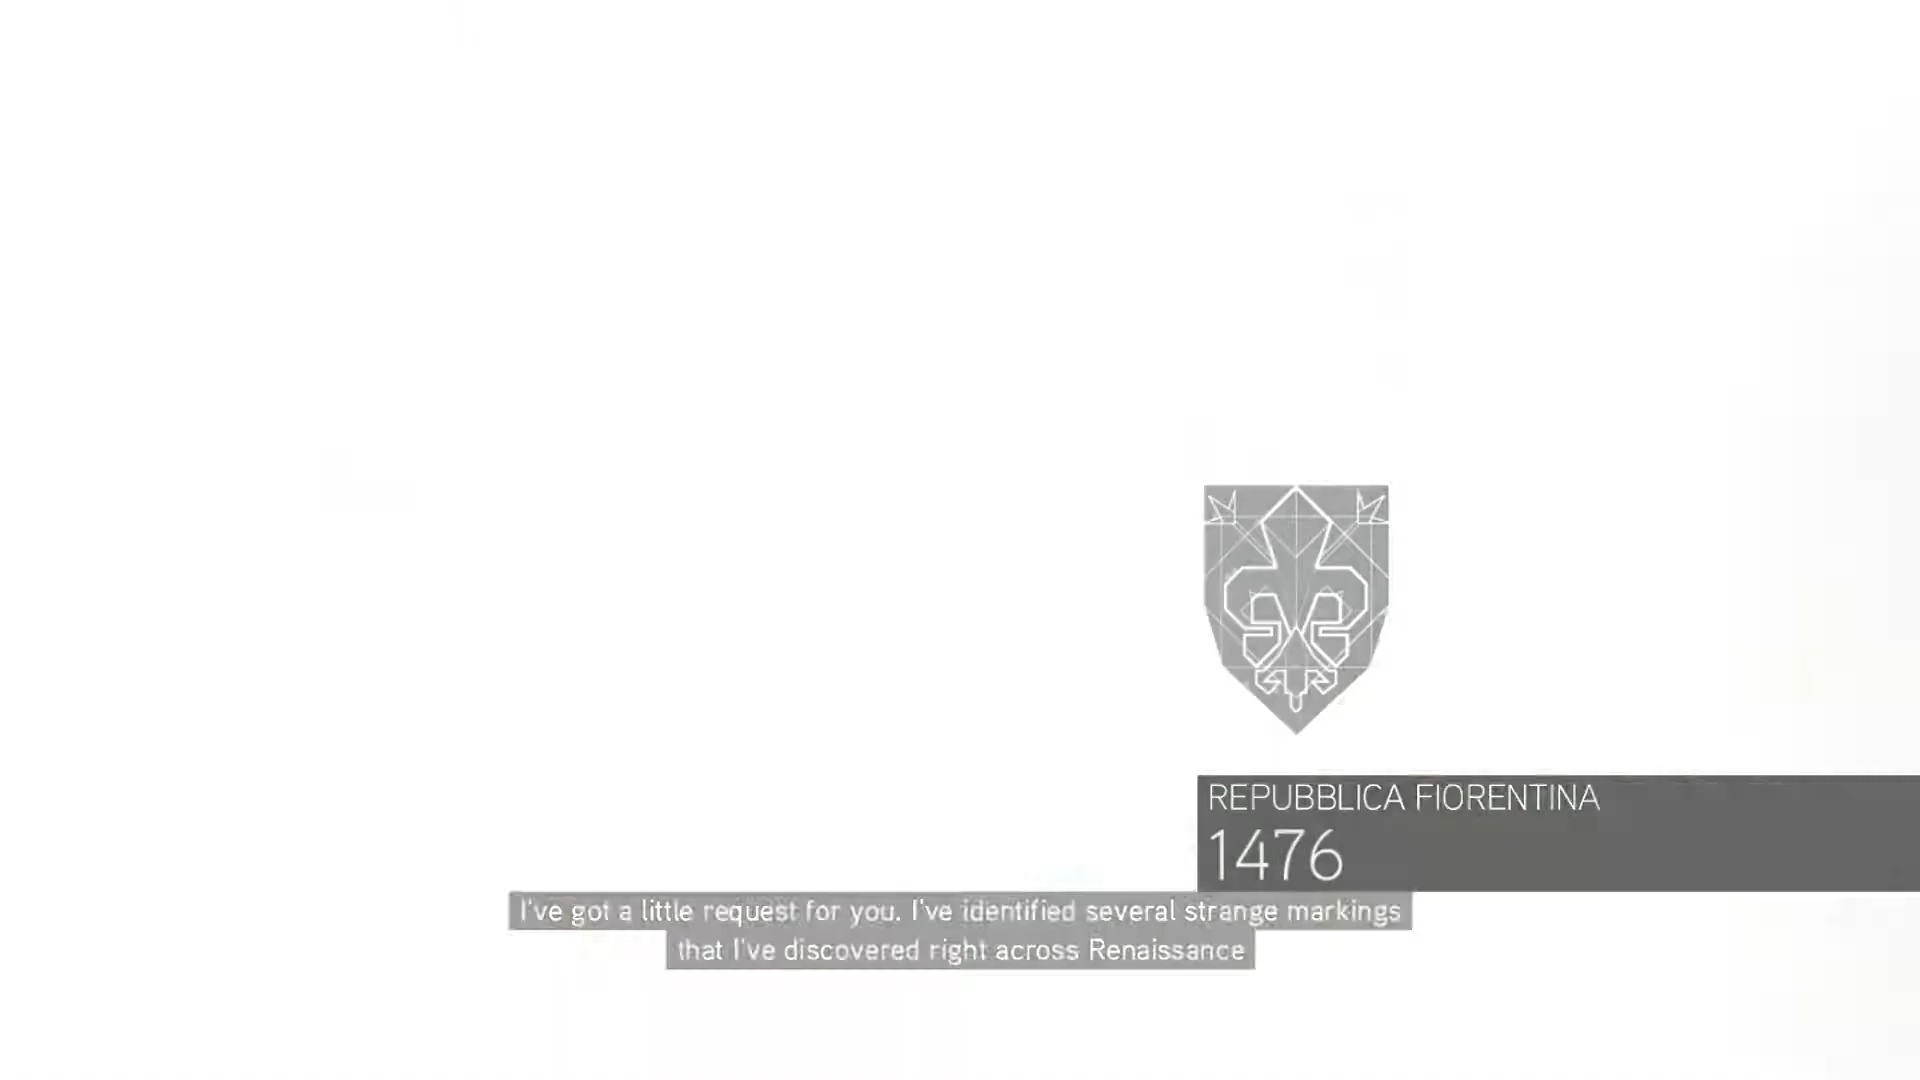 REPUBBLICA FIORENTINA
1476
I've got a little request for you. I've identified several strange markings
that I've discovered right across Renaissance